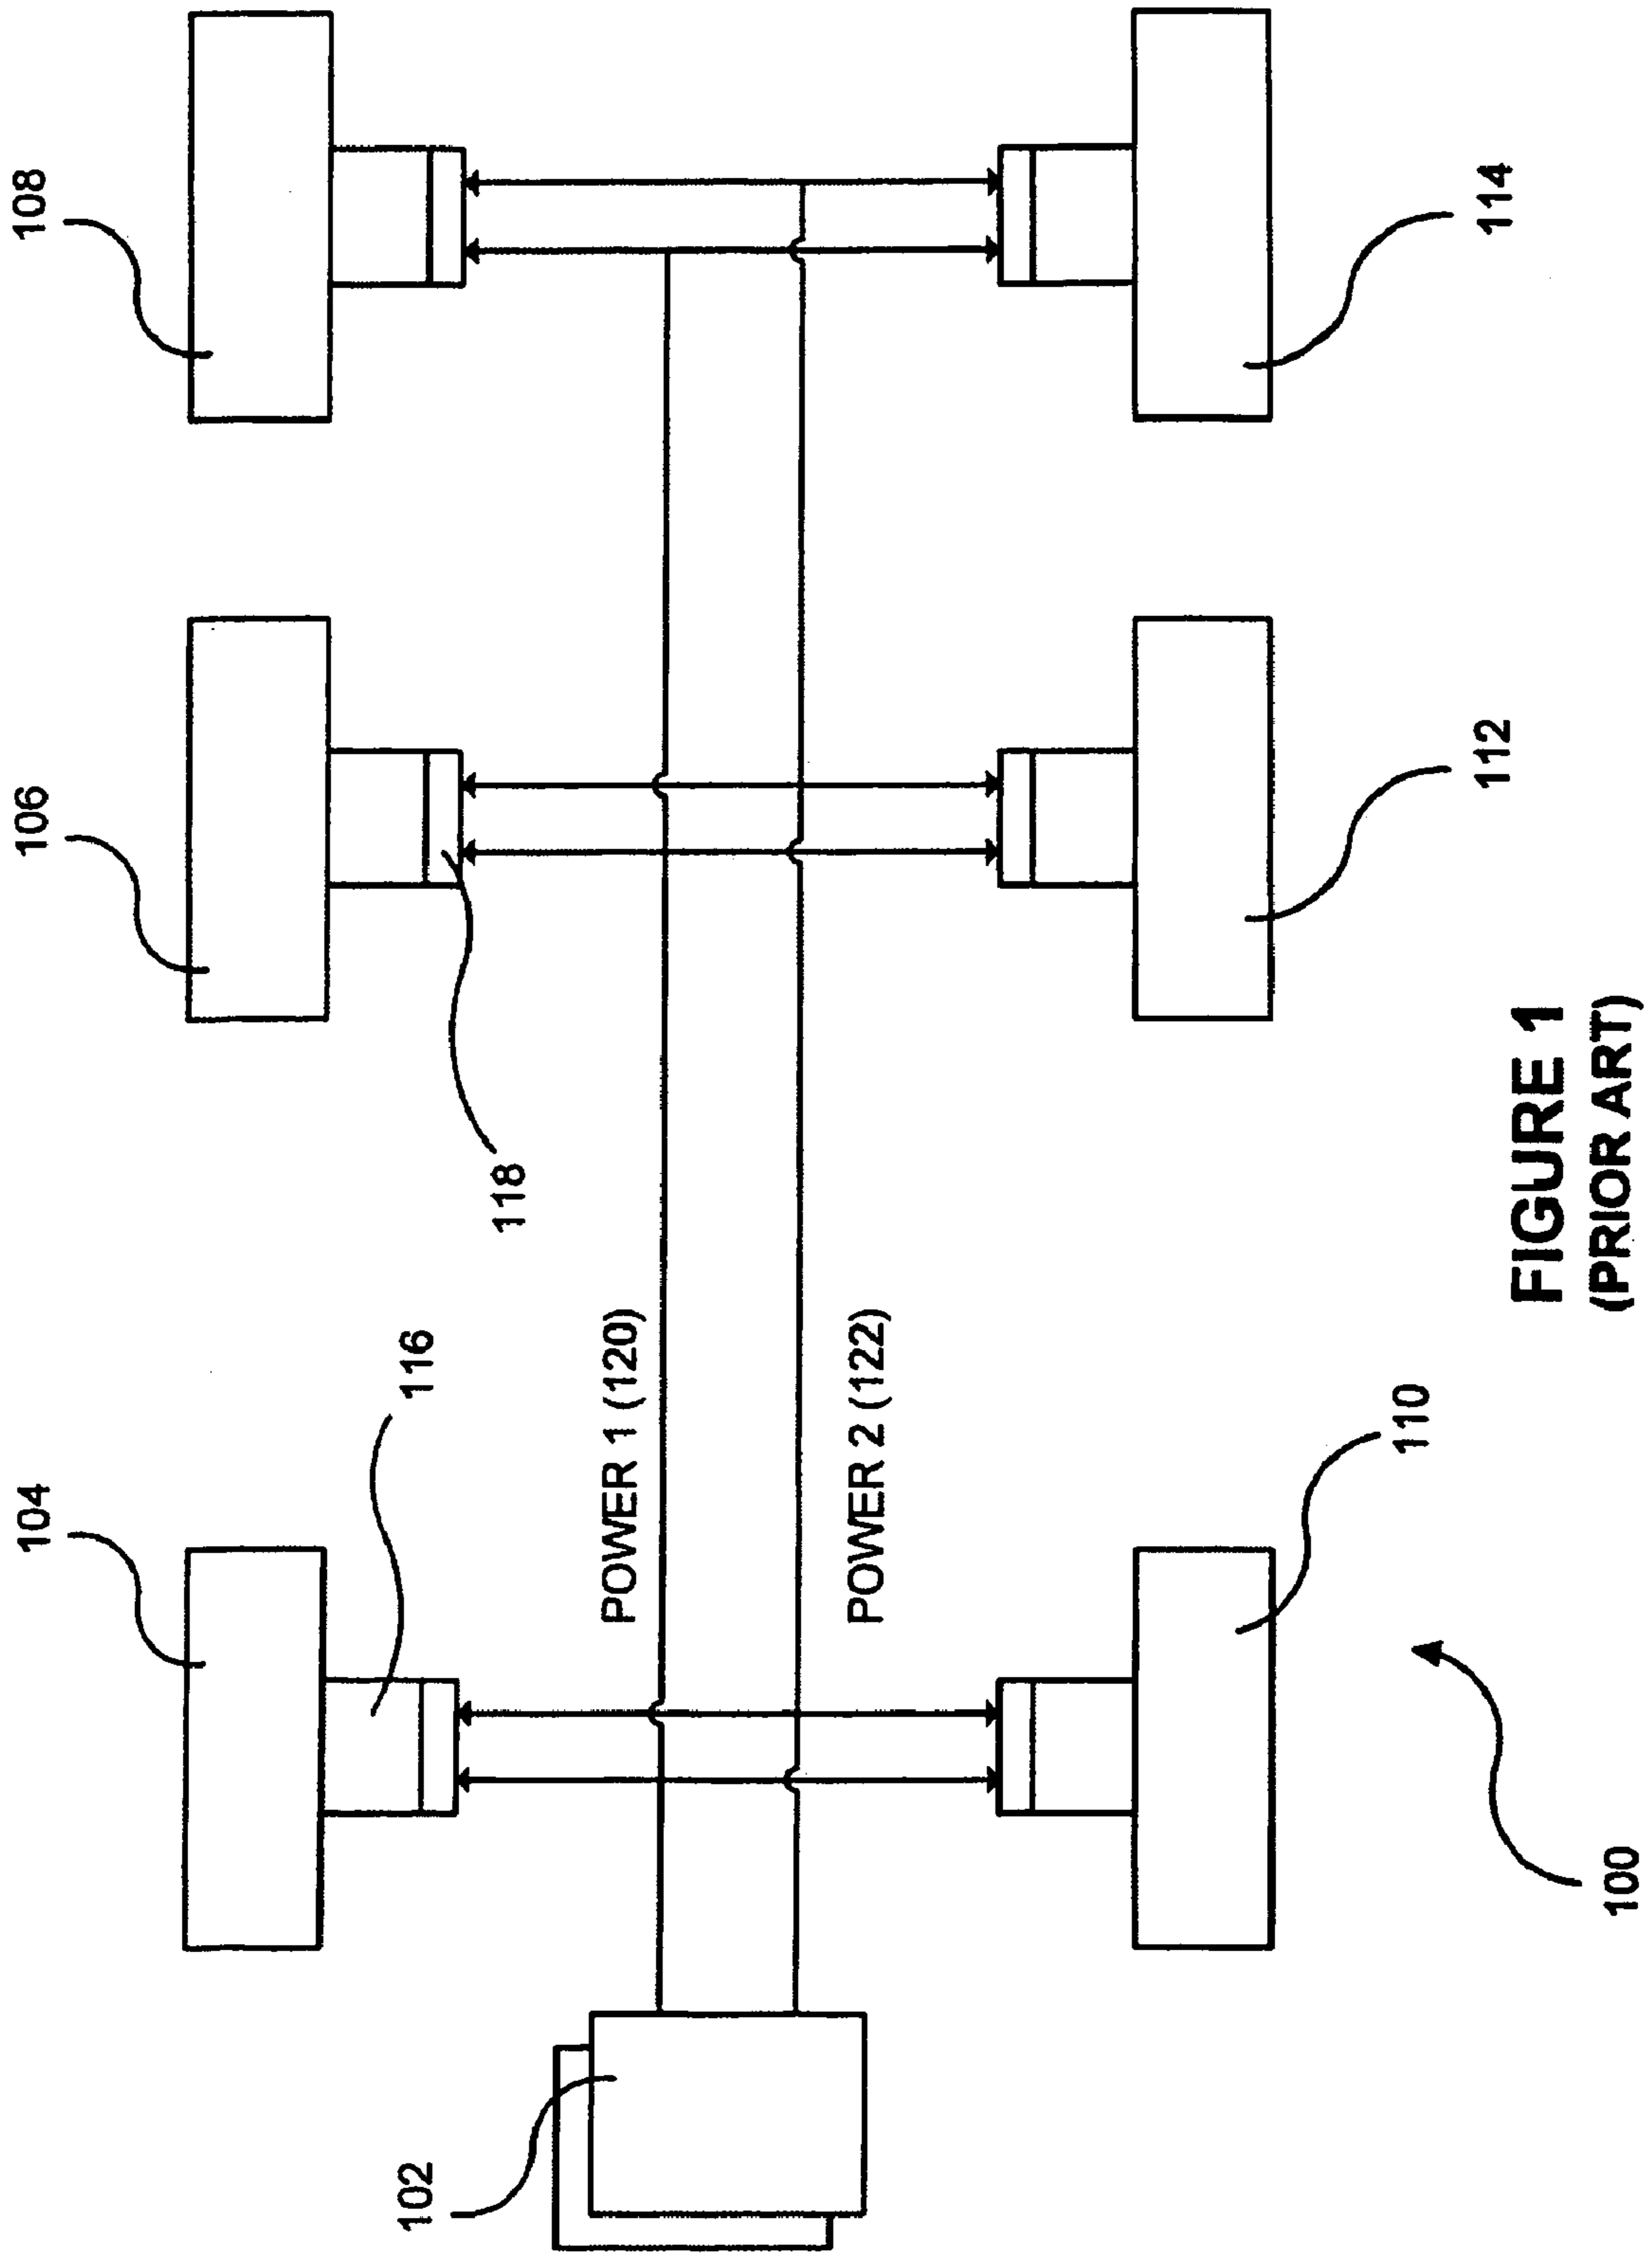 104
106
108
116
118
POWER 1 (120)
102
POWER 2 (122)
110
112
114
100
FIGURE 1
(PRIOR ART)